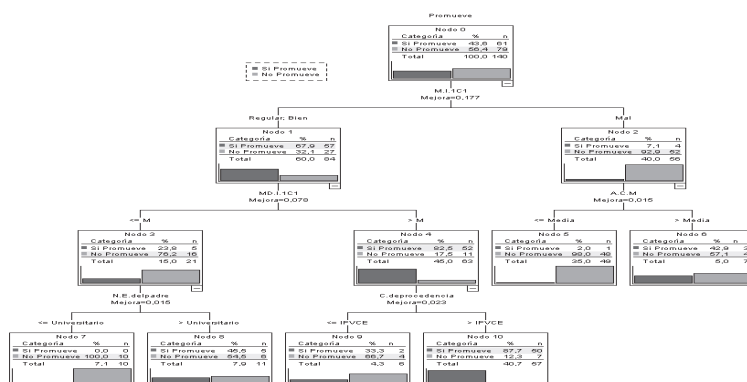 Promueve
Nodo 0
Categoría % n
Si Promueve 43,6 61
No Promueve 56,4 79
Total 100,0 140
Si Promueve
No Promueve
M.I.1C1
Mejora=0,177
Regular; Bien
Mal
Nodo 1
Categoría % n
Si Promueve 67,9 57
No Promueve 32,1 27
Total 60,0 84
Nodo 2
Categoría % n
Si Promueve 7,1 4
No Promueve 92,9 52
Total 40,0 56
MD.I.1C1
Mejora=0,078
A.C.M
Mejora=0,015
<= M
> M
<= Media
> Media
Nodo 3
Categoría % n
Si Promueve 23,8 5
No Promueve 76,2 16
Total 15,0 21
Nodo 4
Categoría % n
Si Promueve 82,5 52
No Promueve 17,5 11
Total 45,0 63
Nodo 5
Categoría % n
Si Promueve 2,0 1
No Promueve 98,0 48
Total 35,0 49
Nodo 6
Categoría % n
Si Promueve 42,9 3
No Promueve 57,1 4
Total 5,0 7
N.E.delpadre
Mejora=0,015
C.deprocedencia
Mejora=0,023
<= Universitario
> Universitario
<= IPVCE
> IPVCE
Nodo 7
Categoría % n
Si Promueve 0,0 0
No Promueve 100,0 10
Total 7,1 10
Nodo 8
Categoría % n
Si Promueve 45,5 5
No Promueve 54,5 6
Total 7,9 11
Nodo 9
Categoría % n
Si Promueve 33,3 2
No Promueve 66,7 4
Total 4,3 6
Nodo 10
Categoría % n
Si Promueve 87,7 50
No Promueve 12,3 7
Total 40,7 57